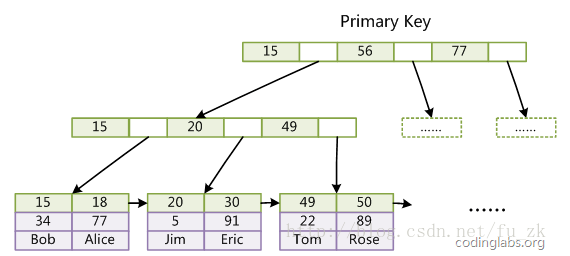 Primary Key
15 56 77
15 20 49
...... ......
15 18 20 30 49 50
34 77 5 91 22 89
Bob Alice Jim Eric Tom Rose
......
http://blog.csdn.net/fu_zk
codinglabs.org